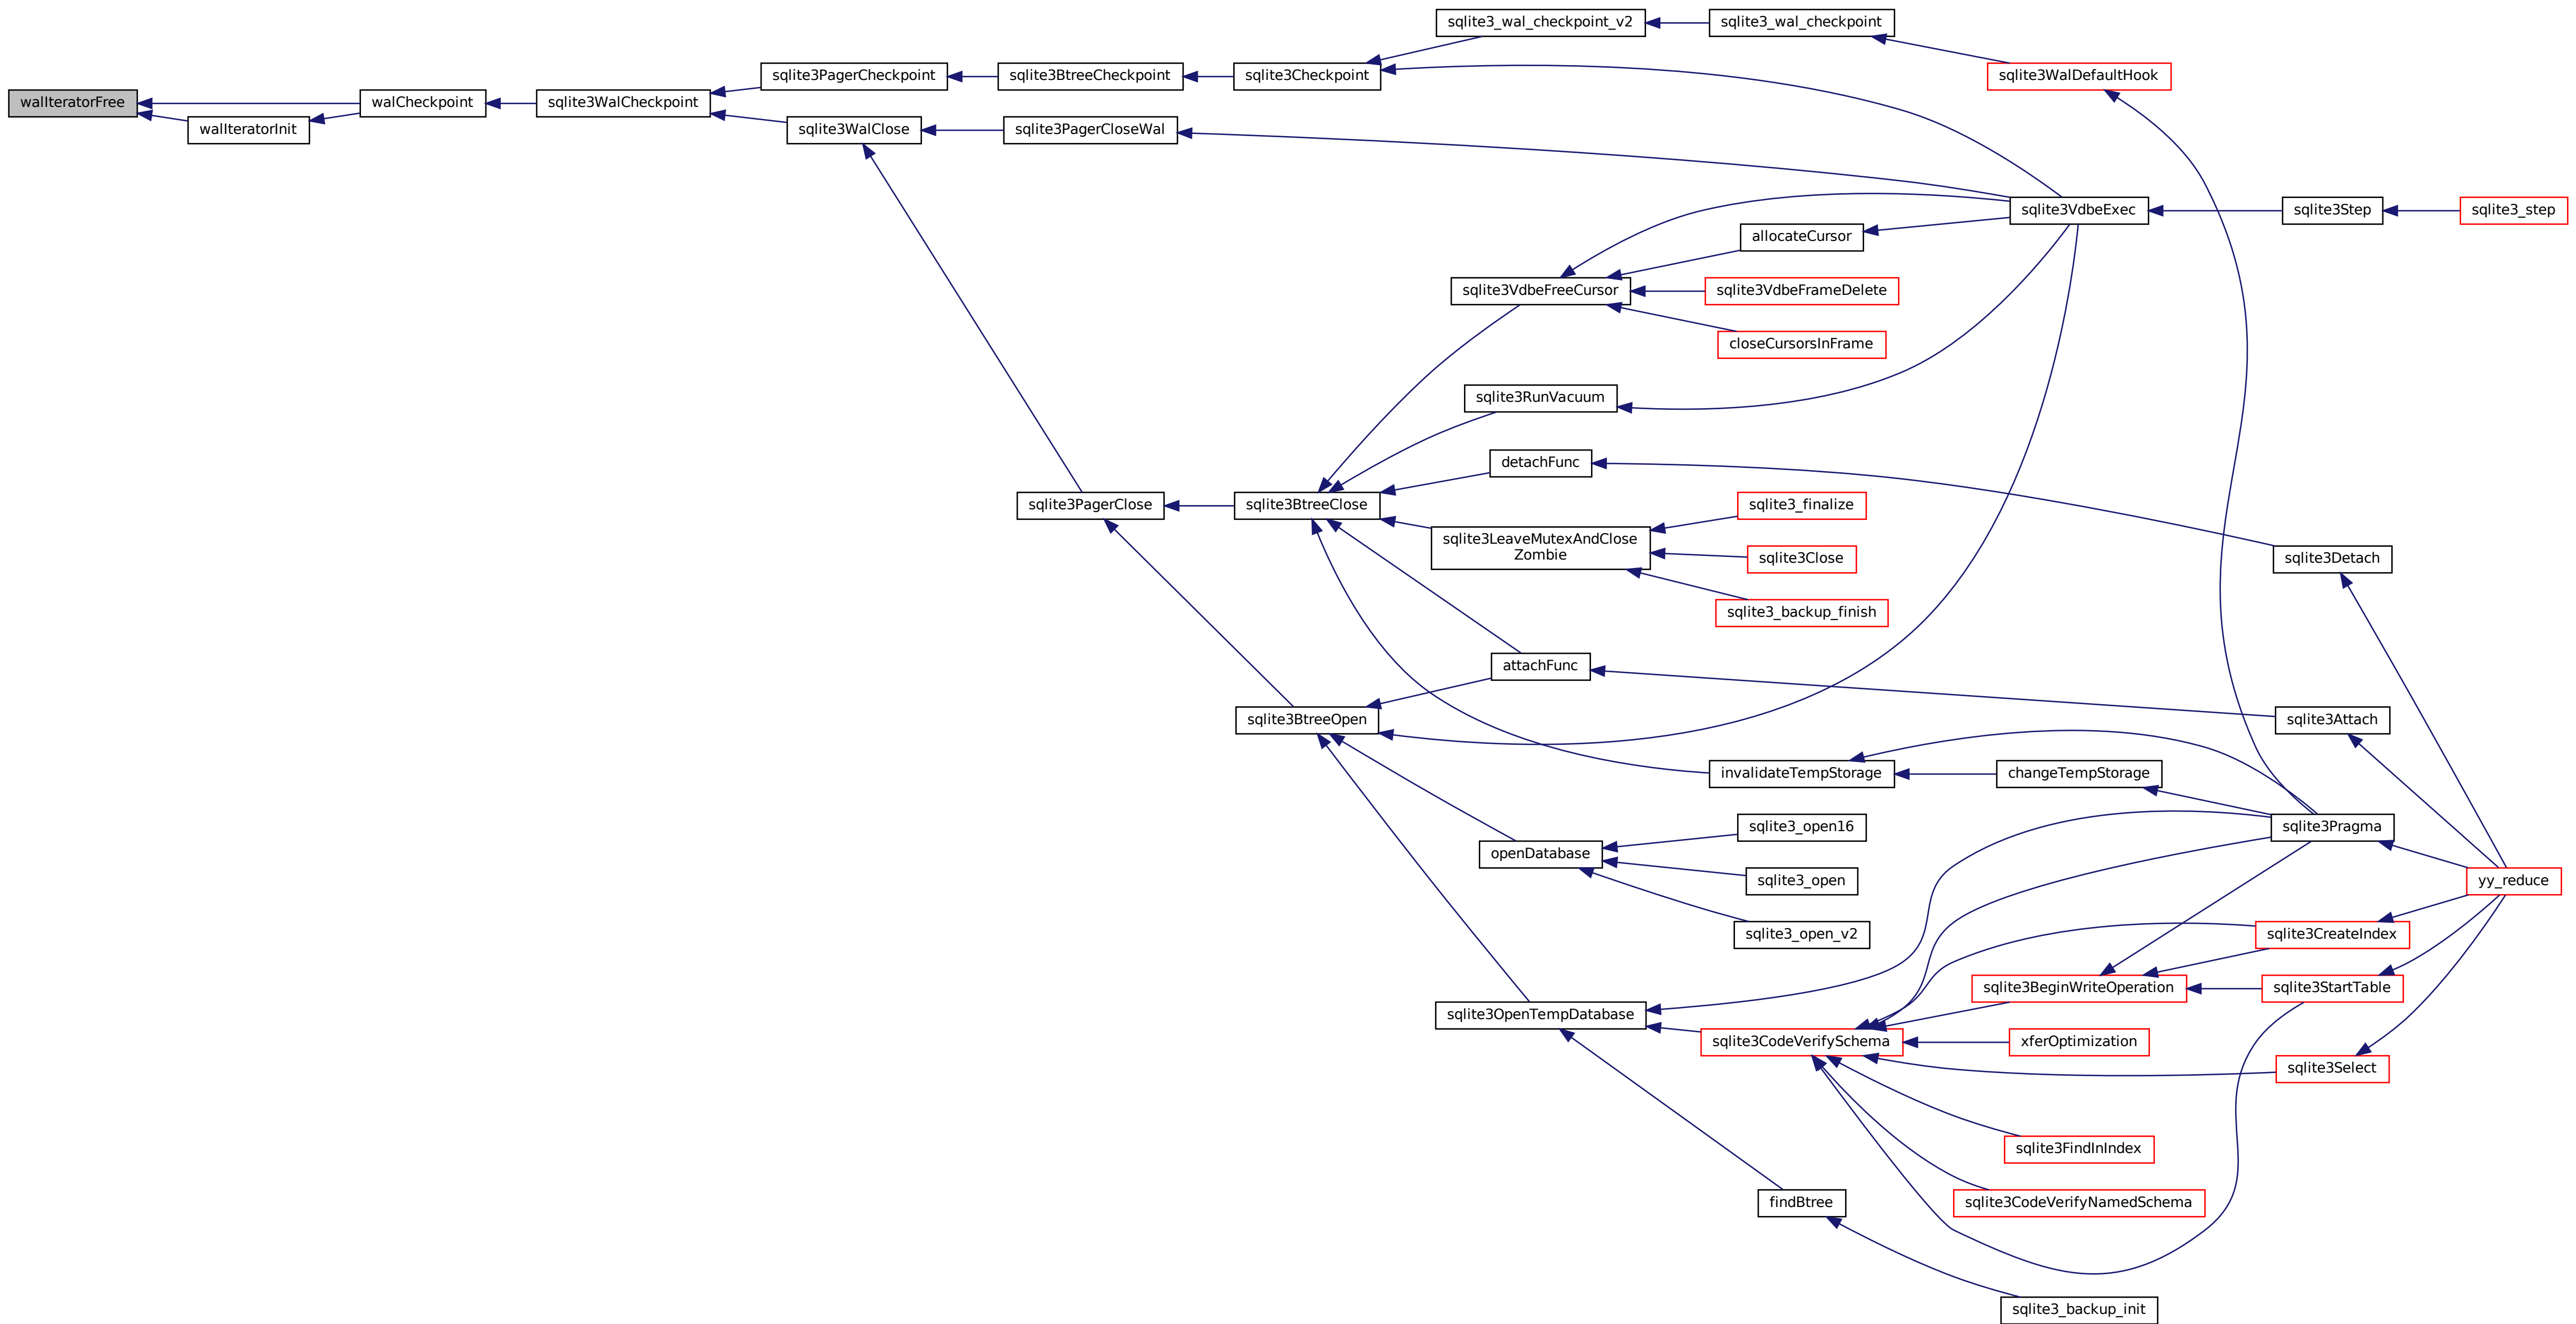 sqlite3_wal_checkpoint_v2
sqlite3_wal_checkpoint
sqlite3PagerCheckpoint
sqlite3BtreeCheckpoint
sqlite3Checkpoint
sqlite3WalDefaultHook
walIteratorFree
walCheckpoint
sqlite3WalCheckpoint
walIteratorInit
sqlite3WalClose
sqlite3PagerCloseWal
sqlite3VdbeExec
sqlite3Step
sqlite3_step
allocateCursor
sqlite3VdbeFreeCursor
sqlite3VdbeFrameDelete
closeCursorsInFrame
sqlite3RunVacuum
detachFunc
sqlite3PagerClose
sqlite3BtreeClose
sqlite3_finalize
sqlite3LeaveMutexAndClose
Zombie
sqlite3Close
sqlite3Detach
sqlite3_backup_finish
attachFunc
sqlite3BtreeOpen
sqlite3Attach
invalidateTempStorage
changeTempStorage
sqlite3_open16
sqlite3Pragma
openDatabase
sqlite3_open
yy_reduce
sqlite3_open_v2
sqlite3CreateIndex
sqlite3BeginWriteOperation
sqlite3StartTable
sqlite3OpenTempDatabase
sqlite3CodeVerifySchema
xferOptimization
sqlite3Select
sqlite3FindInIndex
findBtree
sqlite3CodeVerifyNamedSchema
sqlite3_backup_init